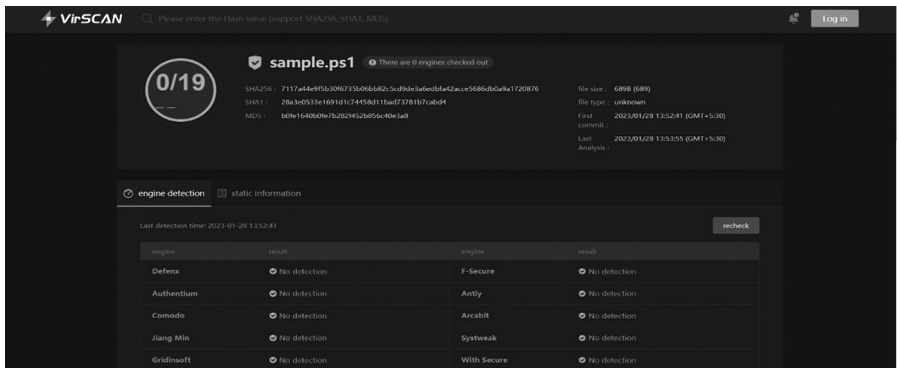 VirSCAN
Please enter the Hash value (support SHA256, SHA1, MD5)
Log in
0/19
sample.ps1
There are 0 engines checked out
SHA256 : 7117a44e9f5b30f6735b06bb82c5cd9de3a6edbfa42acce5686db0a9a1720876
SHA1 : 28a3e0533e1691d1c74458d11bad73781b7cabd4
MD5 : b0fe1640b0fe7b282f452b856c40e3a8
file size : 689B (689)
file type : unknown
First commit : 2023/01/28 13:52:41 (GMT+5:30)
Last Analysis : 2023/01/28 13:53:55 (GMT+5:30)
engine detection
static information
Last detection time: 2023-01-28 13:52:41
recheck
engine result engine result
Defenx No detection F-Secure No detection
Authentium No detection Antiy No detection
Comodo No detection Arcabit No detection
Jiang Min No detection Systweak No detection
Gridinsoft No detection With Secure No detection